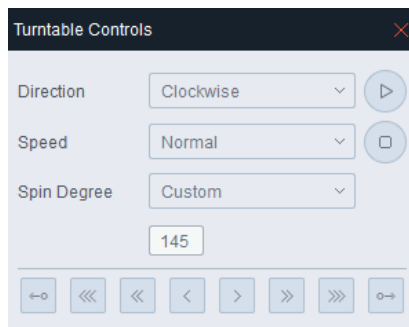 Turntable Controls
Direction Clockwise
Speed Normal
Spin Degree Custom
145